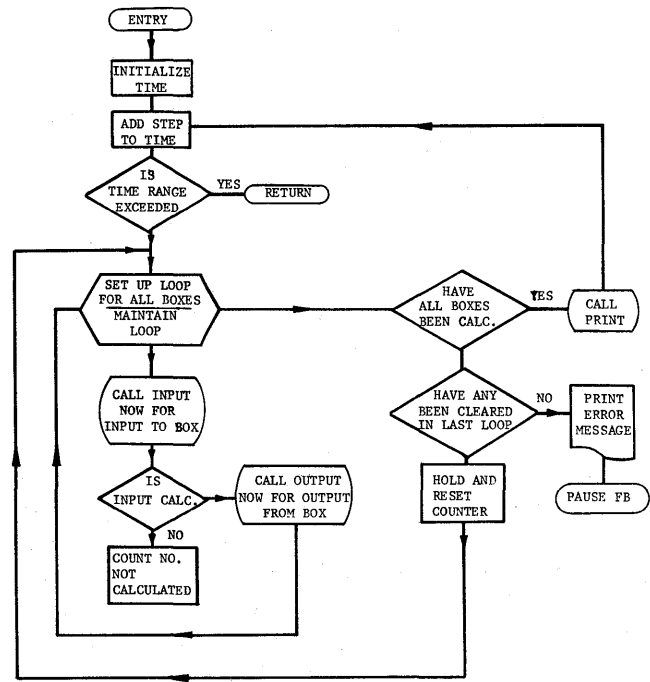 ENTRY
INITIALIZE
TIME
ADD STEP
TO TIME
IS
TIME RANGE
EXCEEDED
YES
RETURN
SET UP LOOP
FOR ALL BOXES
MAINTAIN
LOOP
HAVE
ALL BOXES
BEEN CALC.
YES
CALL
PRINT
CALL INPUT
NOW FOR
INPUT TO BOX
HAVE ANY
BEEN CLEARED
IN LAST LOOP
NO
PRINT
ERROR
MESSAGE
IS
INPUT CALC.
CALL OUTPUT
NOW FOR OUTPUT
FROM BOX
HOLD AND
RESET
COUNTER
PAUSE FB
NO
COUNT NO.
NOT
CALCULATED